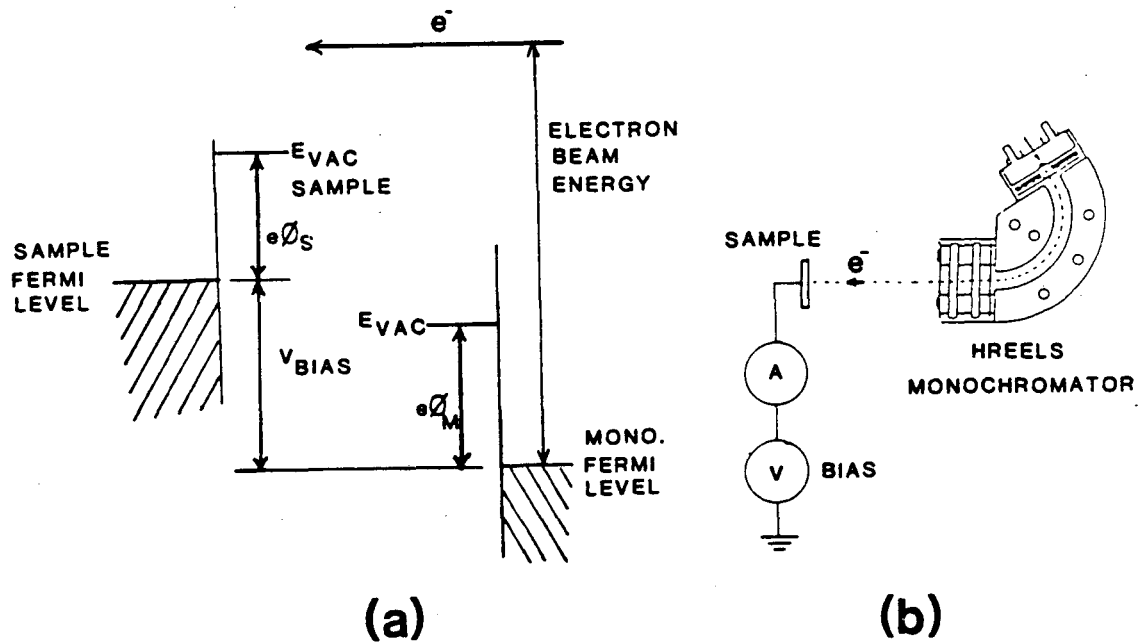 e⁻
ELECTRON
BEAM
ENERGY
E_VAC
SAMPLE
eØ_S
SAMPLE
FERMI
LEVEL
V_BIAS
E_VAC
eØ_M
MONO.
FERMI
LEVEL
(a)
SAMPLE
e⁻
HREELS
MONOCHROMATOR
A
V
BIAS
(b)